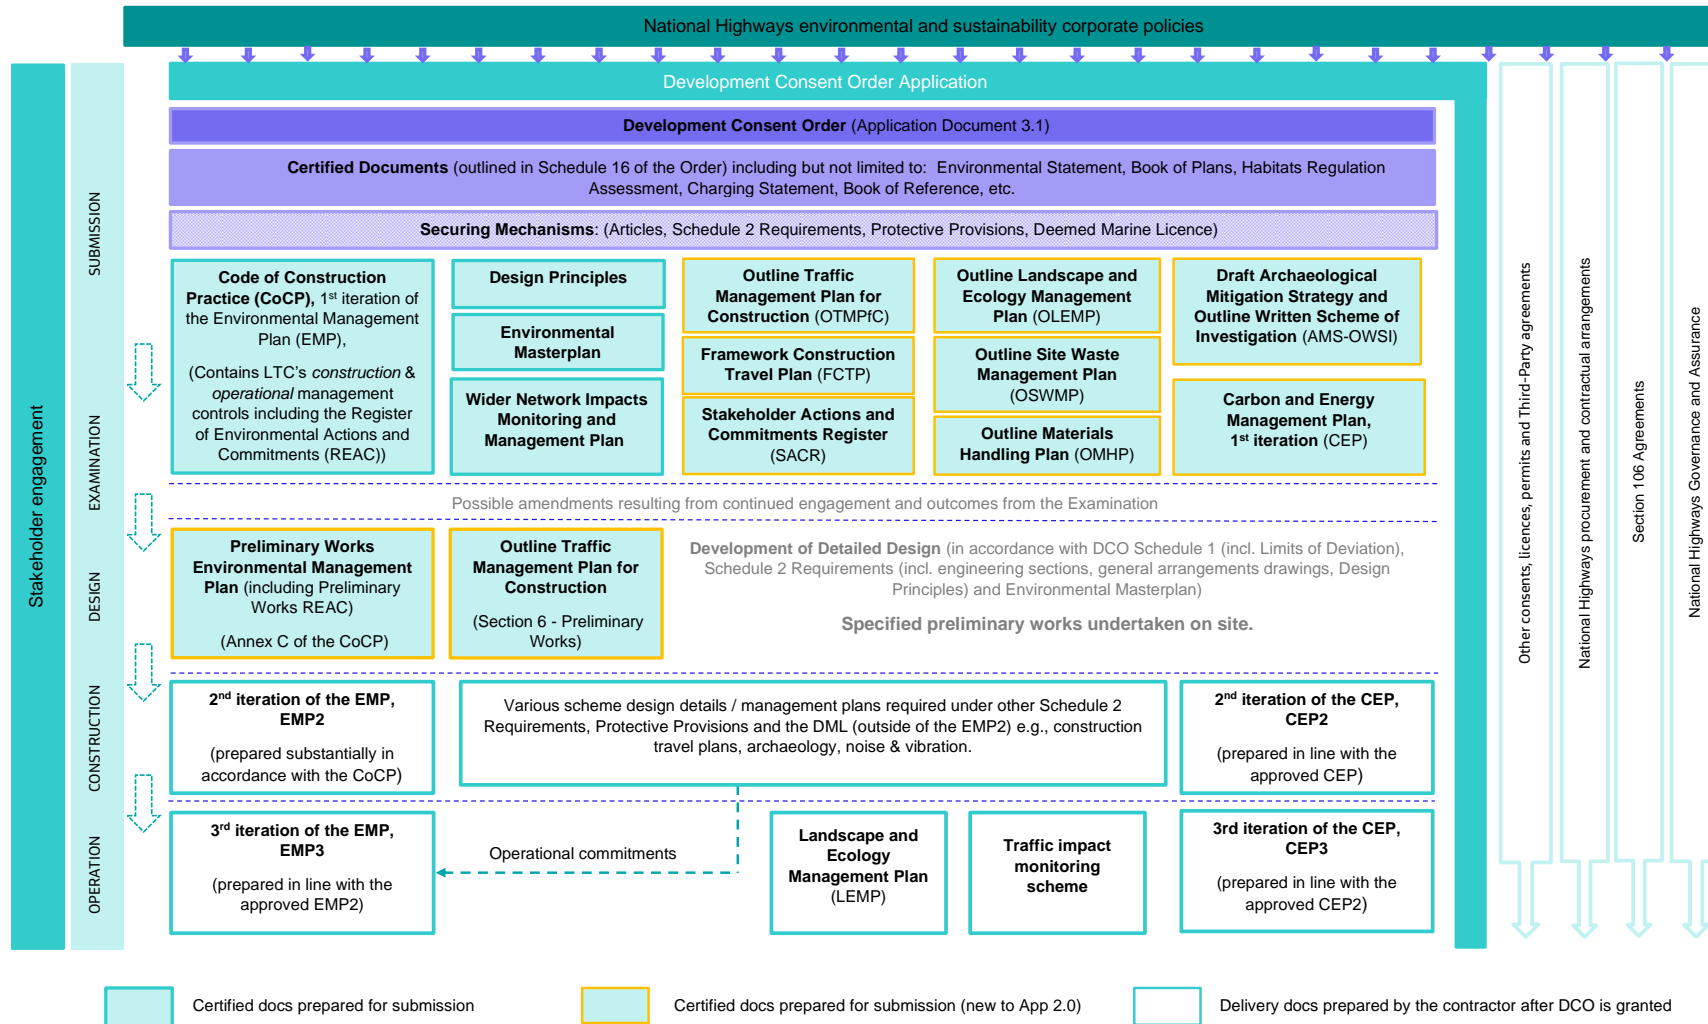 National Highways environmental and sustainability corporate policies
Development Consent Order Application
Development Consent Order (Application Document 3.1)
Certified Documents (outlined in Schedule 16 of the Order) including but not limited to: Environmental Statement, Book of Plans, Habitats Regulation
Assessment, Charging Statement, Book of Reference, etc.
Securing Mechanisms: (Articles, Schedule 2 Requirements, Protective Provisions, Deemed Marine Licence)
Stakeholder engagement
SUBMISSION
EXAMINATION
DESIGN
CONSTRUCTION
OPERATION
Code of Construction
Practice (CoCP), 1st iteration of
the Environmental Management
Plan (EMP),
(Contains LTC's construction &
operational management
controls including the Register
of Environmental Actions and
Commitments (REAC))
Design Principles
Environmental
Masterplan
Wider Network Impacts
Monitoring and
Management Plan
Outline Traffic
Management Plan for
Construction (OTMPfC)
Framework Construction
Travel Plan (FCTP)
Stakeholder Actions and
Commitments Register
(SACR)
Outline Landscape and
Ecology Management
Plan (OLEMP)
Outline Site Waste
Management Plan
(OSWMP)
Outline Materials
Handling Plan (OMHP)
Draft Archaeological
Mitigation Strategy and
Outline Written Scheme of
Investigation (AMS-OWSI)
Carbon and Energy
Management Plan,
1st iteration (CEP)
Possible amendments resulting from continued engagement and outcomes from the Examination
Preliminary Works
Environmental Management
Plan (including Preliminary
Works REAC)
(Annex C of the CoCP)
Outline Traffic
Management Plan for
Construction
(Section 6 - Preliminary
Works)
Development of Detailed Design (in accordance with DCO Schedule 1 (incl. Limits of Deviation),
Schedule 2 Requirements (incl. engineering sections, general arrangements drawings, Design
Principles) and Environmental Masterplan)
Specified preliminary works undertaken on site.
2nd iteration of the EMP,
EMP2
(prepared substantially in
accordance with the CoCP)
Various scheme design details / management plans required under other Schedule 2
Requirements, Protective Provisions and the DML (outside of the EMP2) e.g., construction
travel plans, archaeology, noise & vibration.
2nd iteration of the CEP,
CEP2
(prepared in line with the
approved CEP)
3rd iteration of the EMP,
EMP3
(prepared in line with the
approved EMP2)
Operational commitments
Landscape and
Ecology
Management Plan
(LEMP)
Traffic impact
monitoring
scheme
3rd iteration of the CEP,
CEP3
(prepared in line with the
approved CEP2)
Other consents, licences, permits and Third-Party agreements
National Highways procurement and contractual arrangements
Section 106 Agreements
National Highways Governance and Assurance
Certified docs prepared for submission
Certified docs prepared for submission (new to App 2.0)
Delivery docs prepared by the contractor after DCO is granted